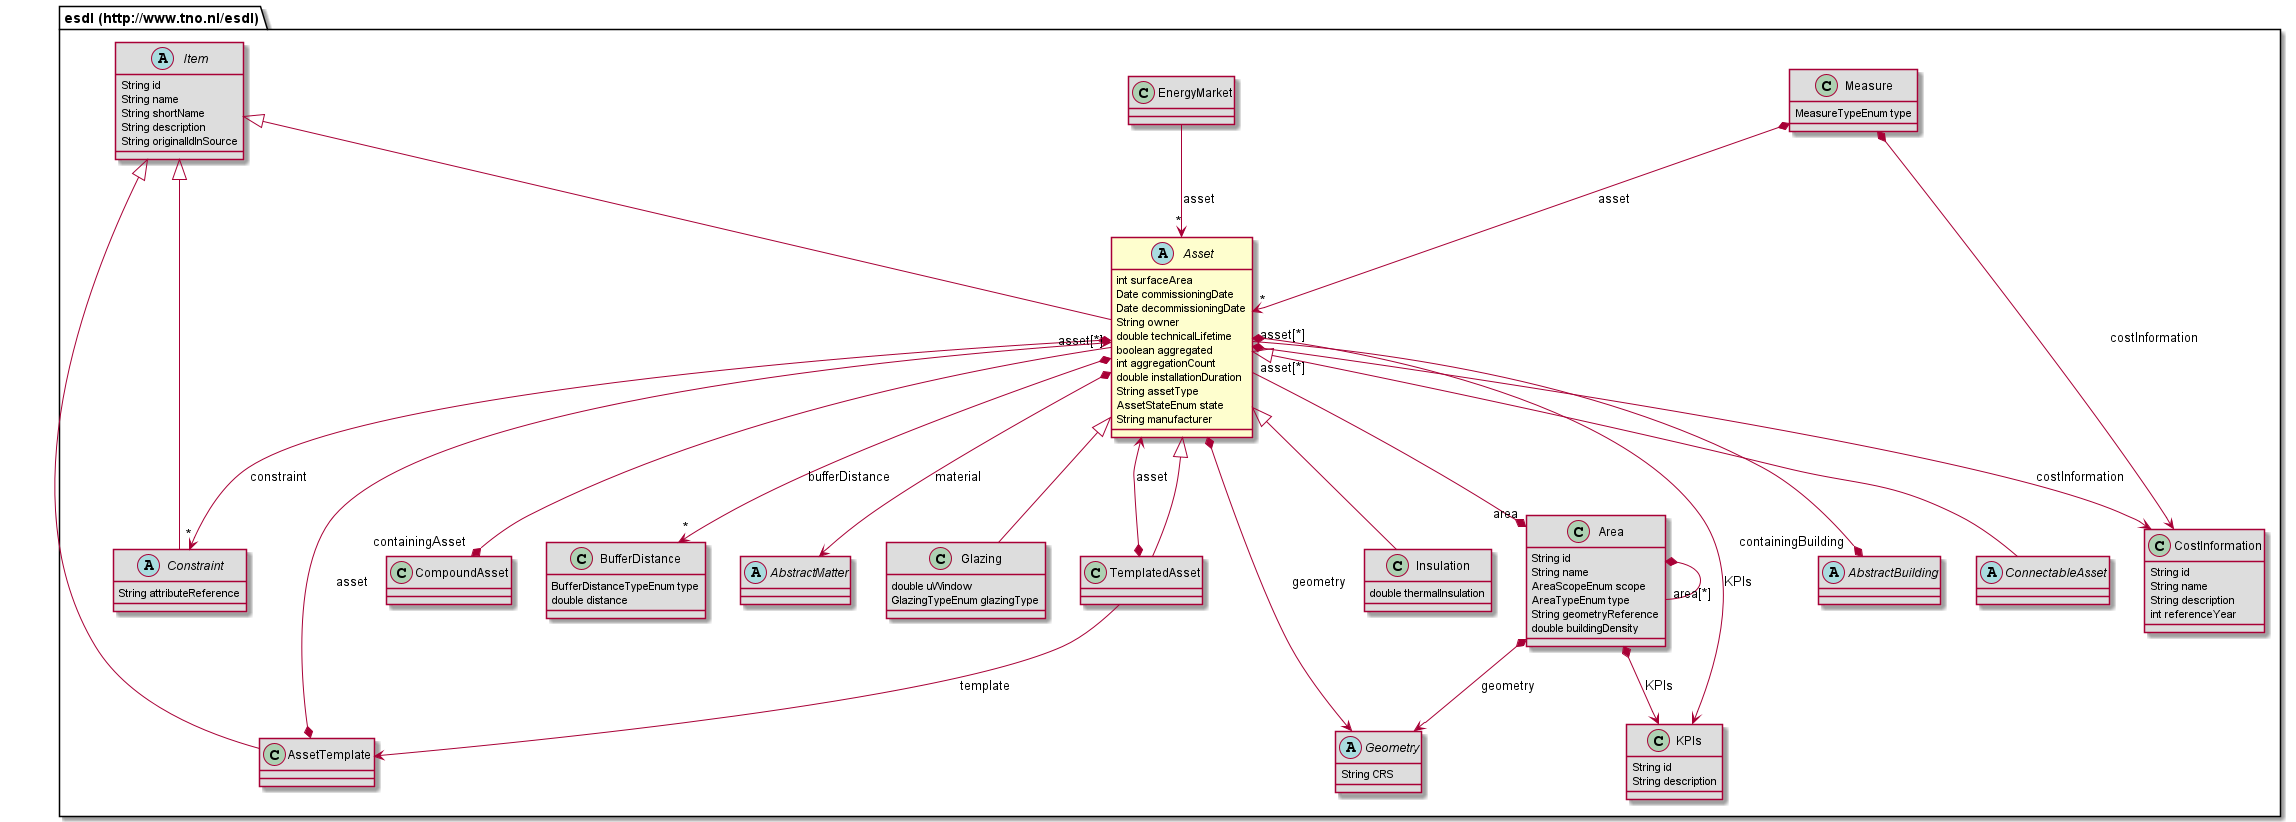 esdl (http://www.tno.nl/esdl)
A Item
String id
String name
String shortName
String description
String originalIdInSource
C EnergyMarket
C Measure
MeasureTypeEnum type
asset
*
asset
*
costInformation
A Asset
int surfaceArea
Date commissioningDate
Date decommissioningDate
String owner
double technicalLifetime
boolean aggregated
int aggregationCount
double installationDuration
String assetType
AssetStateEnum state
String manufacturer
asset[*]
asset[*]
asset[*]
constraint
*
bufferDistance
*
material
asset
costInformation
containingAsset
area
containingBuilding
asset
geometry
KPIs
A Constraint
String attributeReference
C CompoundAsset
C BufferDistance
BufferDistanceTypeEnum type
double distance
A AbstractMatter
C Glazing
double uWindow
GlazingTypeEnum glazingType
C TemplatedAsset
C Insulation
double thermalInsulation
C Area
String id
String name
AreaScopeEnum scope
AreaTypeEnum type
String geometryReference
double buildingDensity
area[*]
A AbstractBuilding
A ConnectableAsset
C CostInformation
String id
String name
String description
int referenceYear
template
geometry
KPIs
C AssetTemplate
A Geometry
String CRS
C KPIs
String id
String description